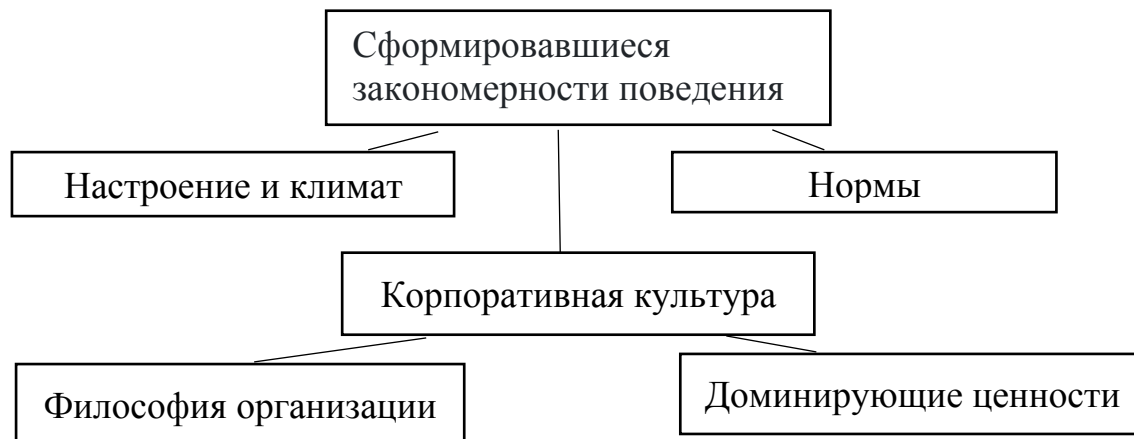 Сформировавшиеся
закономерности поведения
Настроение и климат
Нормы
Корпоративная культура
Философия организации
Доминирующие ценности